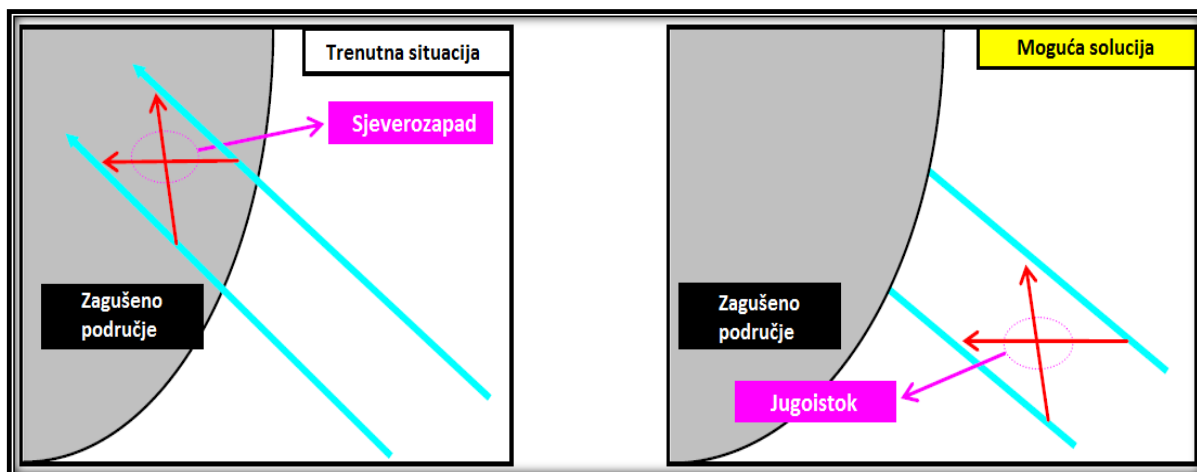 Trenutna situacija
Sjeverozapad
Zagušeno
područje
Moguća solucija
Zagušeno
područje
Jugoistok